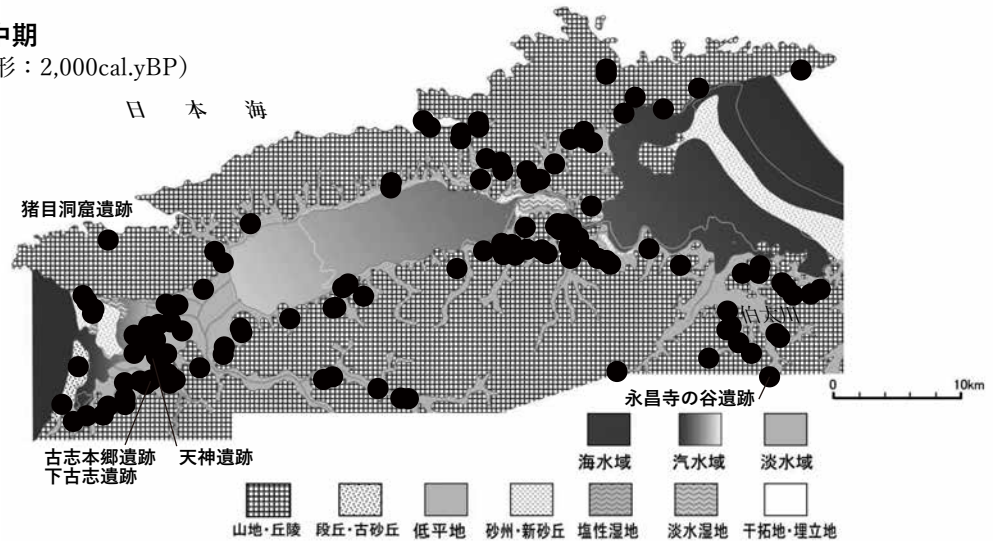 中期
形：2,000cal.yBP）
日本海
猪目洞窟遺跡
伯太川
永昌寺の谷遺跡
0 10km
古志本郷遺跡
下古志遺跡
天神遺跡
海水域 汽水域 淡水域
山地・丘陵 段丘・古砂丘 低平地 砂州・新砂丘 塩性湿地 淡水湿地 干拓地・埋立地